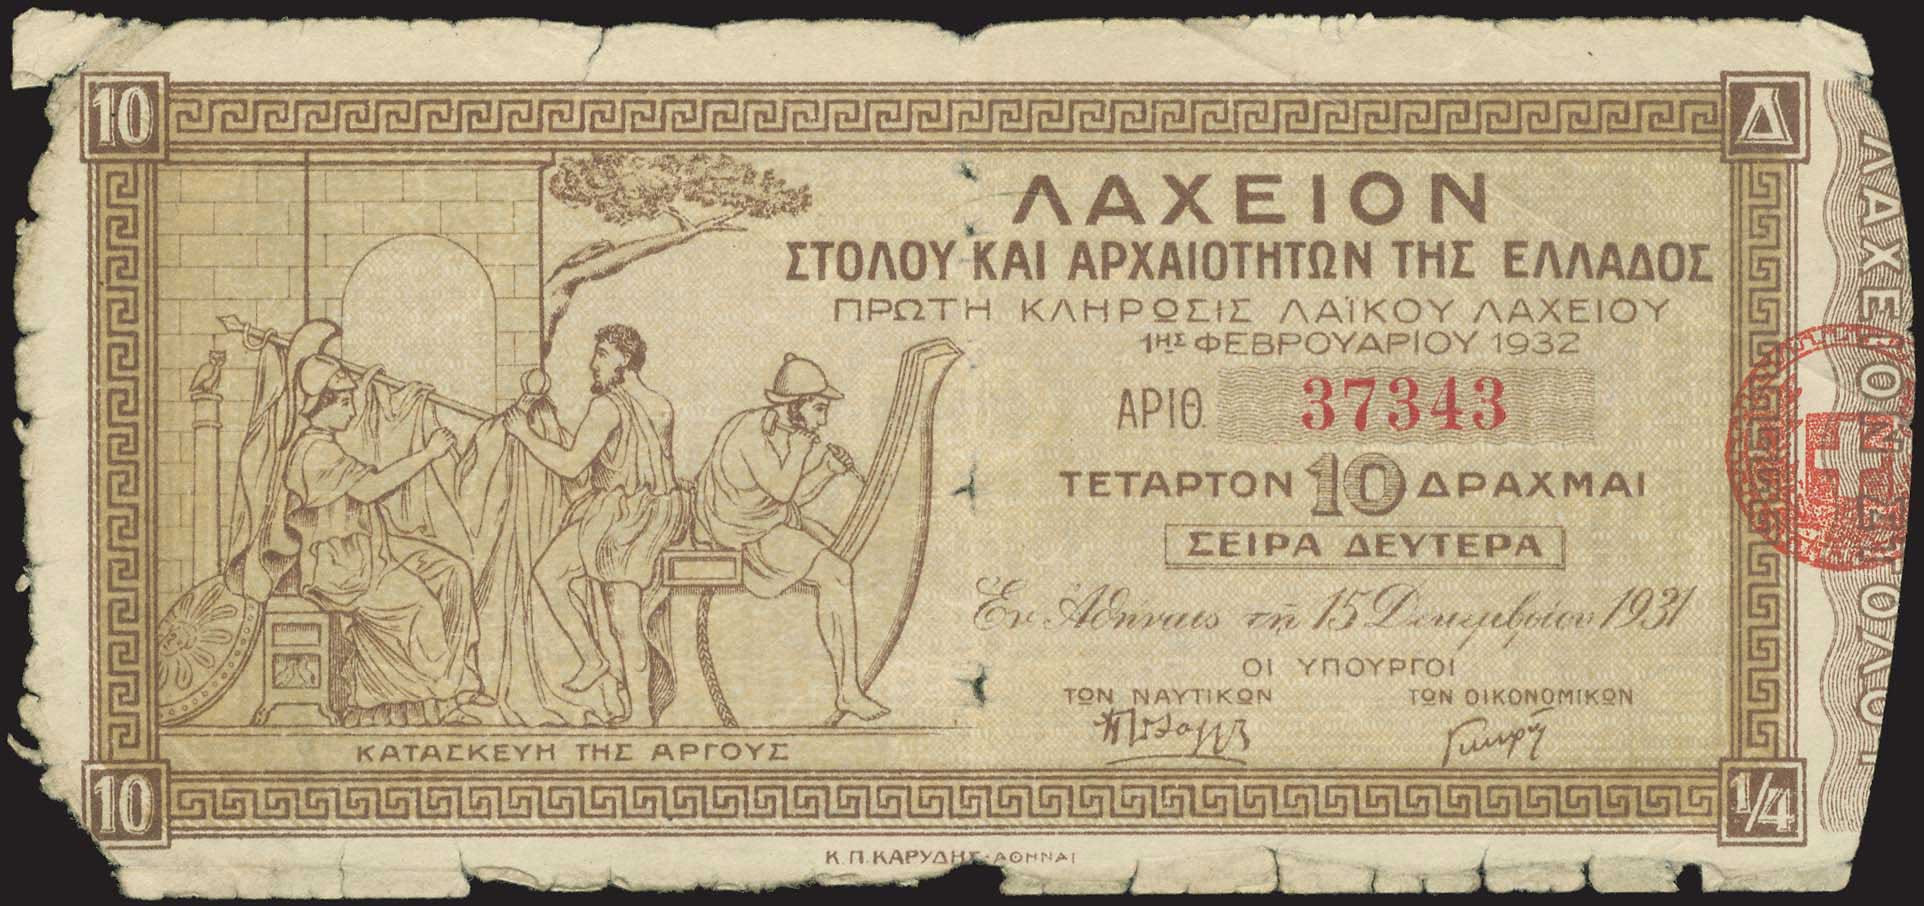 10
Δ
ΛΑΧΕΙΟΝ
ΣΤΟΛΟΥ ΚΑΙ ΑΡΧΑΙΟΤΗΤΩΝ ΤΗΣ ΕΛΛΑΔΟΣ
ΠΡΩΤΗ ΚΛΗΡΩΣΙΣ ΛΑΪΚΟΥ ΛΑΧΕΙΟΥ
1ΗΣ ΦΕΒΡΟΥΑΡΙΟΥ 1932
ΑΡΙΘ. 37343
ΤΕΤΑΡΤΟΝ 10 ΔΡΑΧΜΑΙ
ΣΕΙΡΑ ΔΕΥΤΕΡΑ
Ἐν Ἀθήναις τῇ 15 Δεκεμβρίου 1931
ΟΙ ΥΠΟΥΡΓΟΙ
ΤΩΝ ΝΑΥΤΙΚΩΝ ΤΩΝ ΟΙΚΟΝΟΜΙΚΩΝ
ΚΑΤΑΣΚΕΥΗ ΤΗΣ ΑΡΓΟΥΣ
10
1/4
Κ.Π.ΚΑΡΥΔΗΣ-ΑΘΗΝΑΙ
ΛΑΧΕΙΟΝ ΣΤΟΛΟΥ